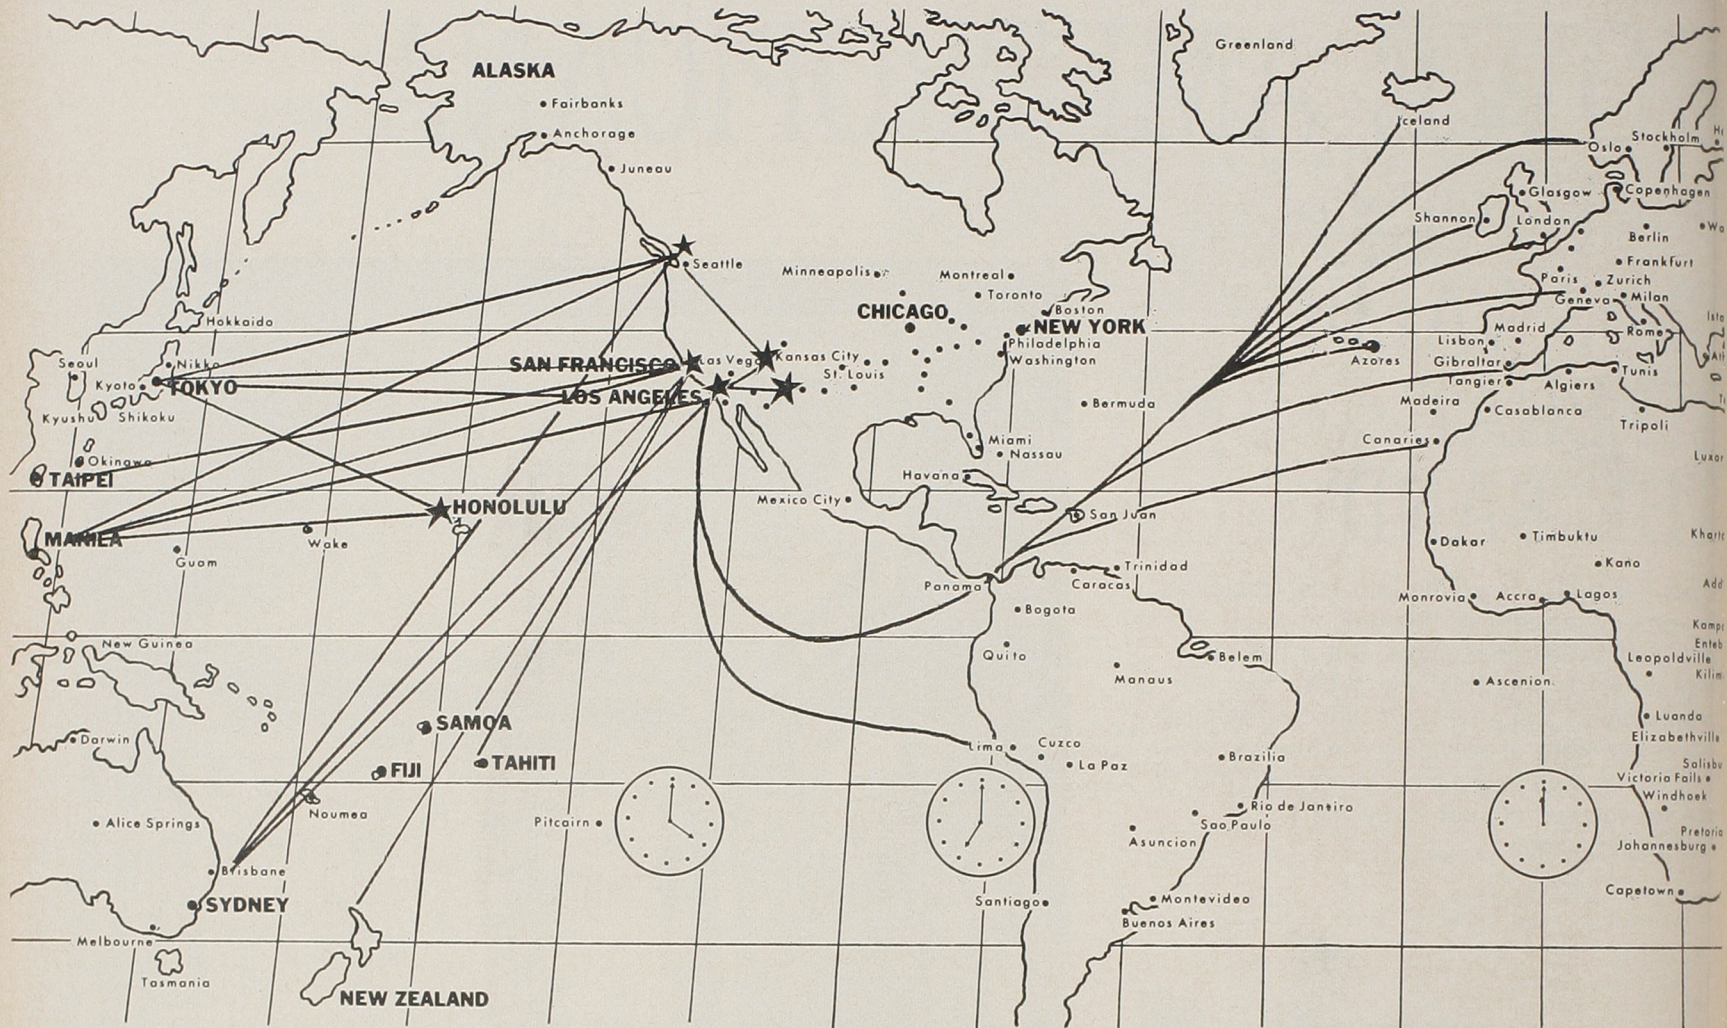 Greenland
ALASKA
Fairbanks
Iceland
Anchorage
Stockholm
Oslo
Juneau
Glasgow
Copenhagen
Shannon
London
Berlin
Seattle
Minneapolis
Montreal
Frankfurt
Paris
Zurich
Toronto
Geneva
Milan
CHICAGO
Boston
Hokkaido
NEW YORK
Madrid
Rome
Philadelphia
Lisbon
Seoul
Nikko
SAN FRANCISCO
Las Vegas
Kansas City
Washington
Azores
Gibraltar
St. Louis
Tunis
Kyoto
TOKYO
Tangier
Algiers
LOS ANGELES
Bermuda
Madeira
Casablanca
Kyushu
Shikoku
Tripoli
Miami
Canaries
Nassau
Okinawa
Luxor
TAIPEI
Havana
Mexico City
HONOLULU
San Juan
MANILA
Wake
Dakar
Timbuktu
Guam
Kano
Trinidad
Panama
Caracas
Monrovia
Accra
Lagos
Bogota
New Guinea
Quito
Belem
Leopoldville
Manaus
Ascenion
SAMOA
Luanda
Darwin
Lima
Cuzco
Elizabethville
FIJI
TAHITI
La Paz
Brazilia
Victoria Falls
Windhoek
Rio de Janeiro
Noumea
Alice Springs
Pitcairn
Sao Paulo
Pretoria
Asuncion
Johannesburg
Brisbane
Capetown
SYDNEY
Santiago
Montevideo
Buenos Aires
Melbourne
Tasmania
NEW ZEALAND